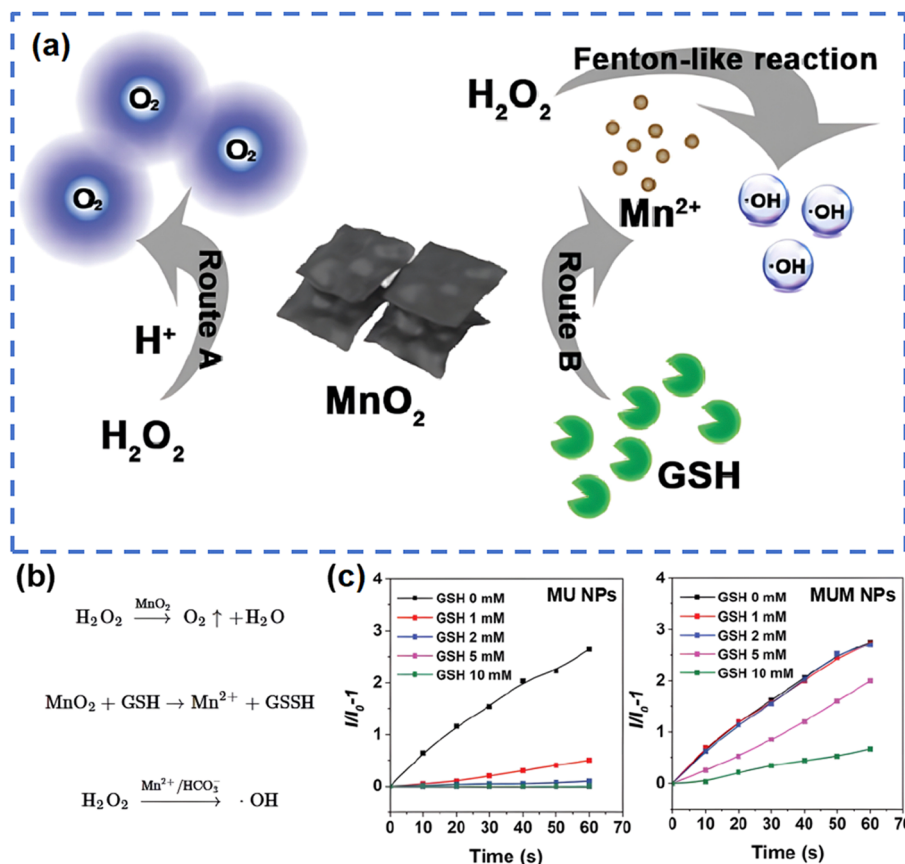 (a)
O₂
O₂
O₂
Route A
H⁺
H₂O₂
MnO₂
Fenton-like reaction
H₂O₂
Mn²⁺
·OH
·OH
·OH
Route B
GSH
(b)
H₂O₂ MnO₂→ O₂ ↑ +H₂O
MnO₂ + GSH → Mn²⁺ + GSSH
H₂O₂ Mn²⁺/HCO₃⁻→ · OH
(c)
MU NPs
GSH 0 mM
GSH 1 mM
GSH 2 mM
GSH 5 mM
GSH 10 mM
I/I₀-1
4
3
2
1
0
0 10 20 30 40 50 60 70
Time (s)
MUM NPs
GSH 0 mM
GSH 1 mM
GSH 2 mM
GSH 5 mM
GSH 10 mM
I/I₀-1
4
3
2
1
0
0 10 20 30 40 50 60 70
Time (s)